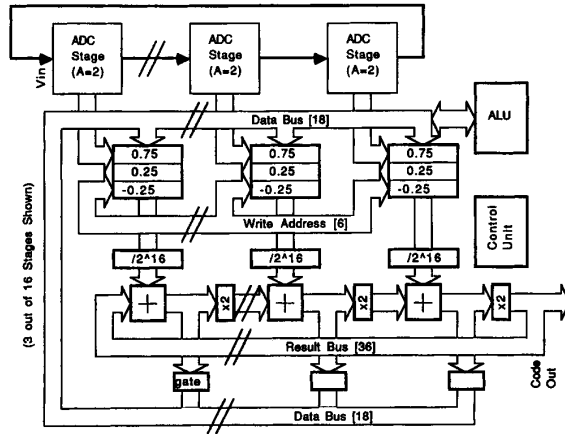 ADC
Stage
(A=2)
ADC
Stage
(A=2)
ADC
Stage
(A=2)
Vin
Data Bus [18]
ALU
0.75
0.25
-0.25
0.75
0.25
-0.25
0.75
0.25
-0.25
Write Address [6]
Control
Unit
(3 out of 16 Stages Shown)
/2^16
/2^16
/2^16
+
x2
+
x2
+
x2
Result Bus [36]
Code
Out
gate
Data Bus [18]